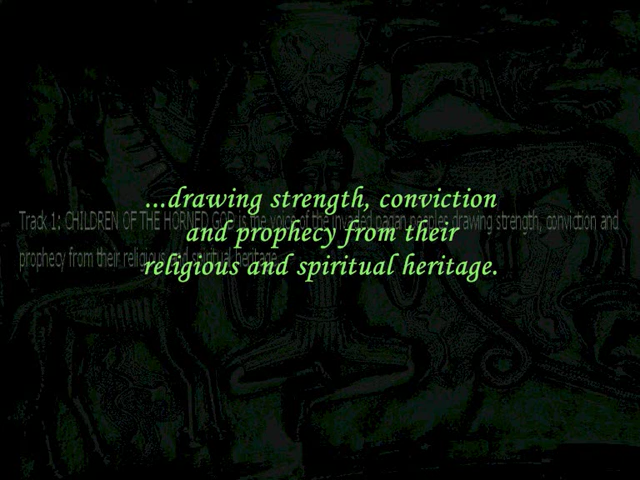 ...drawing strength, conviction
and prophecy from their
religious and spiritual heritage.
Track 1: CHILDREN OF THE HORNED GOD is the voice of the invaded pagan peoples, drawing strength, conviction and
prophecy from their religious and spiritual heritage.